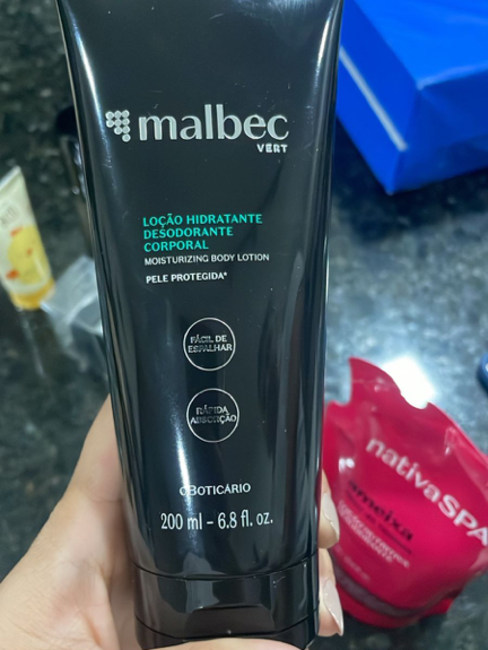 malbec
VERT
LOÇÃO HIDRATANTE
DESODORANTE
CORPORAL
MOISTURIZING BODY LOTION
PELE PROTEGIDA*
FÁCIL DE
ESPALHAR
RÁPIDA
ABSORÇÃO
OBOTICÁRIO
200 ml - 6.8 fl. oz.
nativaSPA
ameixa